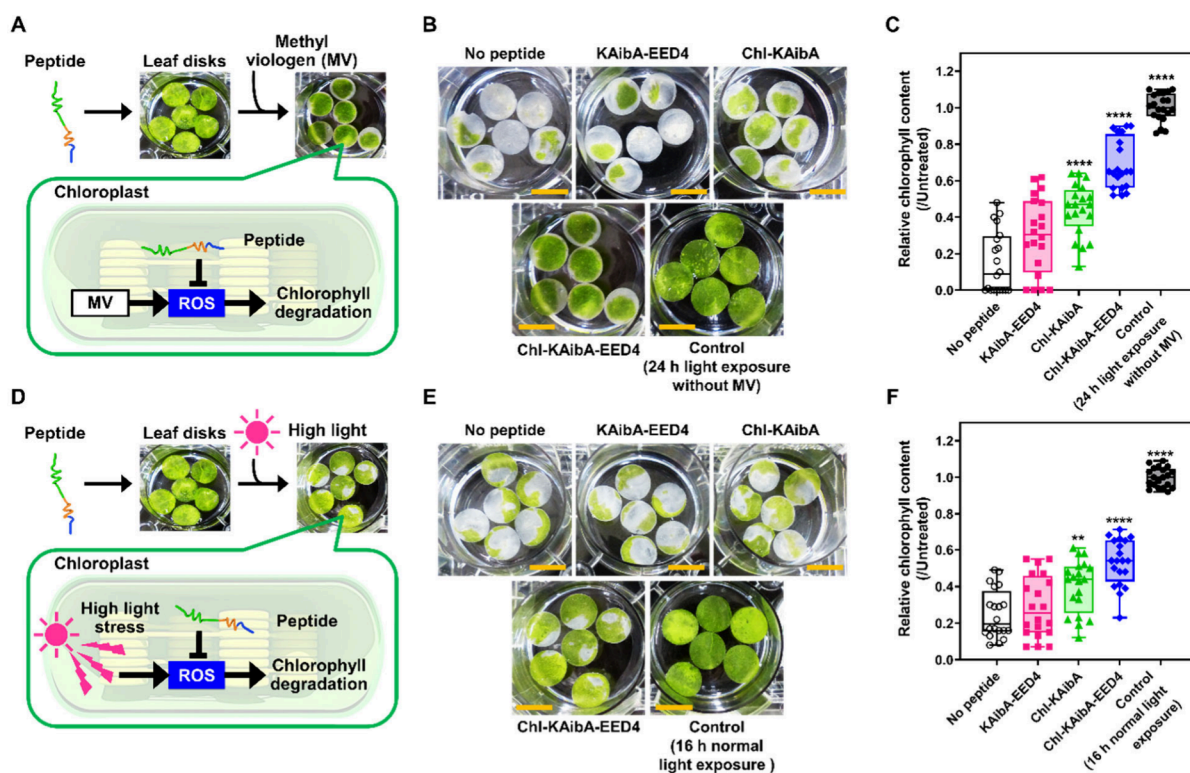 A
Peptide
Leaf disks
Methyl
viologen (MV)
Chloroplast
Peptide
MV
ROS
Chlorophyll
degradation
B
No peptide
KAibA-EED4
Chl-KAibA
Chl-KAibA-EED4
Control
(24 h light exposure
without MV)
C
Relative chlorophyll content
(/Untreated)
1.2
1.0
0.8
0.6
0.4
0.2
0.0
****
****
****
No peptide
KAibA-EED4
Chl-KAibA
Chl-KAibA-EED4
Control
(24 h light exposure
without MV)
D
Peptide
Leaf disks
High light
Chloroplast
High light
stress
Peptide
ROS
Chlorophyll
degradation
E
No peptide
KAibA-EED4
Chl-KAibA
Chl-KAibA-EED4
Control
(16 h normal
light exposure )
F
Relative chlorophyll content
(/Untreated)
1.2
1.0
0.8
0.6
0.4
0.2
0.0
**
****
****
No peptide
KAibA-EED4
Chl-KAibA
Chl-KAibA-EED4
Control
(16 h normal light
exposure)